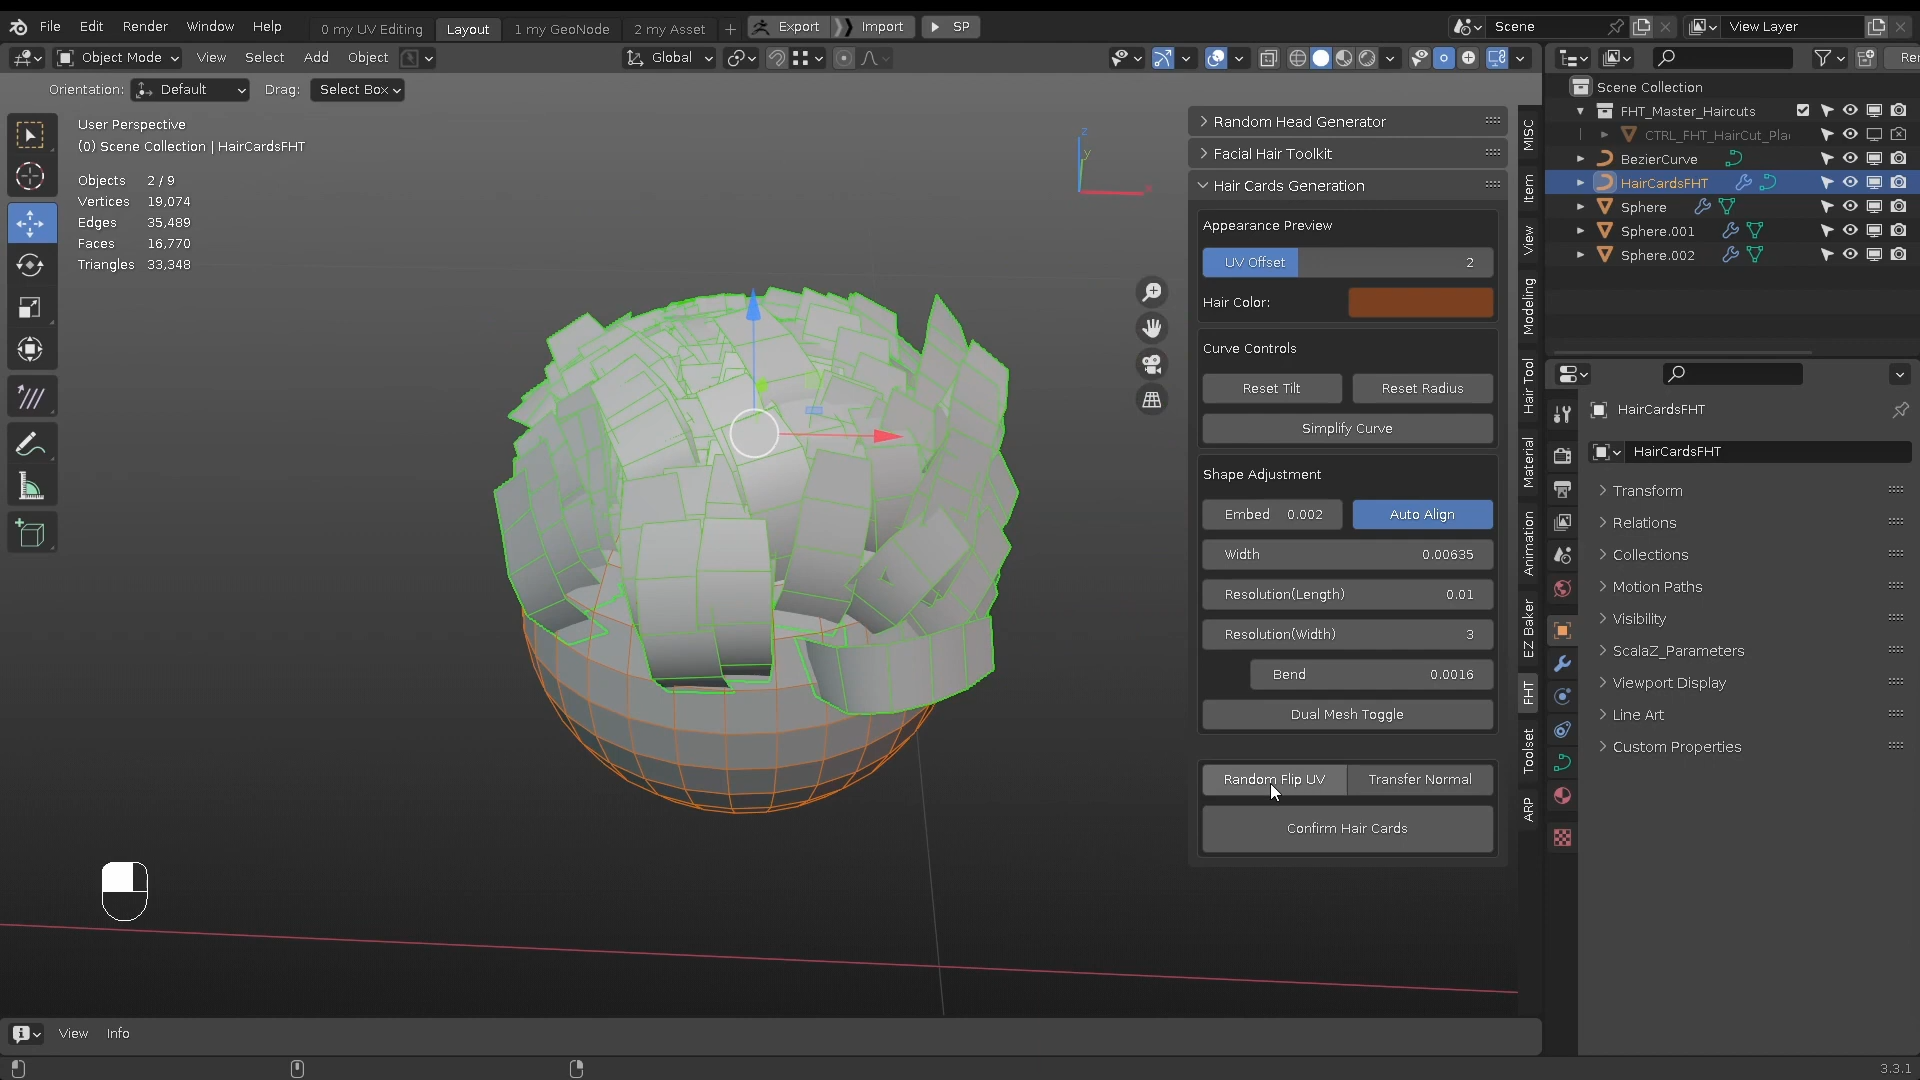 File Edit Render Window Help 0 my UV Editing Layout 1 my GeoNode 2 my Asset + Export Import SP Scene View Layer
Object Mode View Select Add Object Global
Orientation: Default Drag: Select Box
User Perspective
(0) Scene Collection | HairCardsFHT
Objects 2 / 9
Vertices 19,074
Edges 35,489
Faces 16,770
Triangles 33,348
Z
Y
Random Head Generator
Facial Hair Toolkit
Hair Cards Generation
Appearance Preview
UV Offset 2
Hair Color:
Curve Controls
Reset Tilt Reset Radius
Simplify Curve
Shape Adjustment
Embed 0.002 Auto Align
Width 0.00635
Resolution(Length) 0.01
Resolution(Width) 3
Bend 0.0016
Dual Mesh Toggle
Random Flip UV Transfer Normal
Confirm Hair Cards
MISC
Item
View
Modeling
Hair Tool
Material
Animation
EZ Baker
FHT
Toolset
ARP
Scene Collection
FHT_Master_Haircuts
CTRL_FHT_HairCut_Pla
BezierCurve
HairCardsFHT
Sphere
Sphere.001
Sphere.002
HairCardsFHT
HairCardsFHT
Transform
Relations
Collections
Motion Paths
Visibility
ScalaZ_Parameters
Viewport Display
Line Art
Custom Properties
View Info
3.3.1